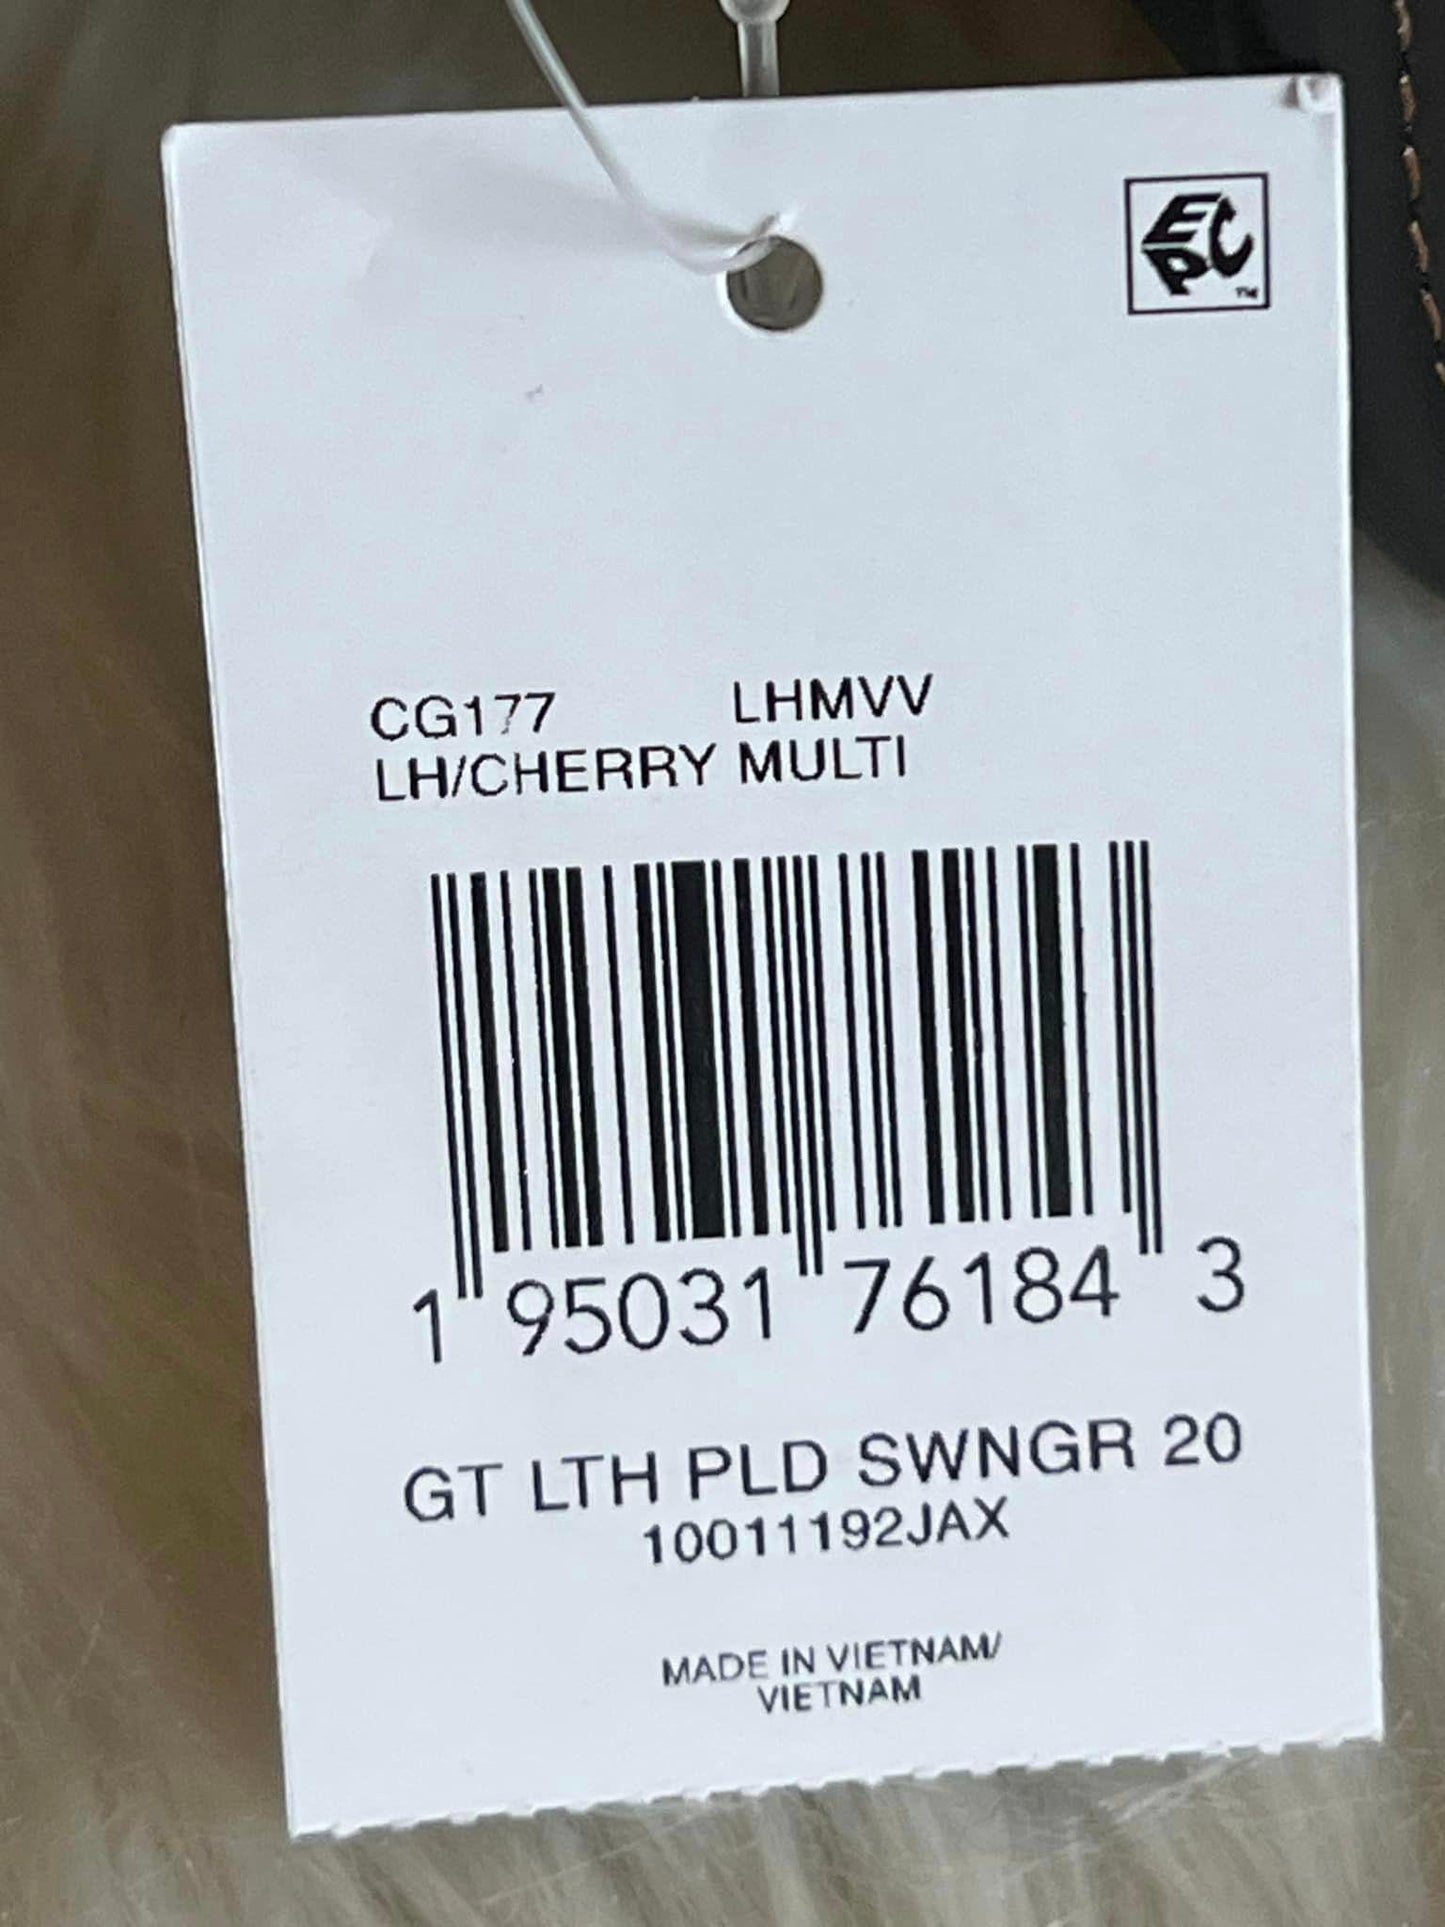 EPC™
CG177 LHMVV
LH/CHERRY MULTI
1 95031 76184 3
GT LTH PLD SWNGR 20
10011192JAX
MADE IN VIETNAM/
VIETNAM